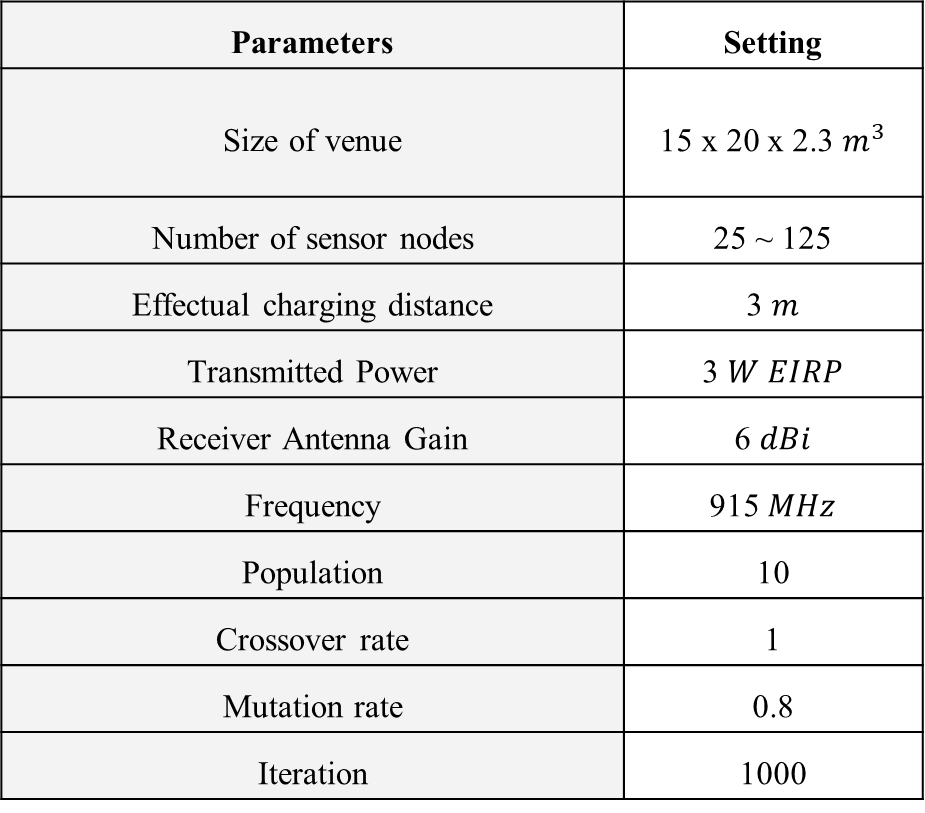 Parameters Setting
Size of venue 15 x 20 x 2.3 m³
Number of sensor nodes 25 ~ 125
Effectual charging distance 3 m
Transmitted Power 3 W EIRP
Receiver Antenna Gain 6 dBi
Frequency 915 MHz
Population 10
Crossover rate 1
Mutation rate 0.8
Iteration 1000